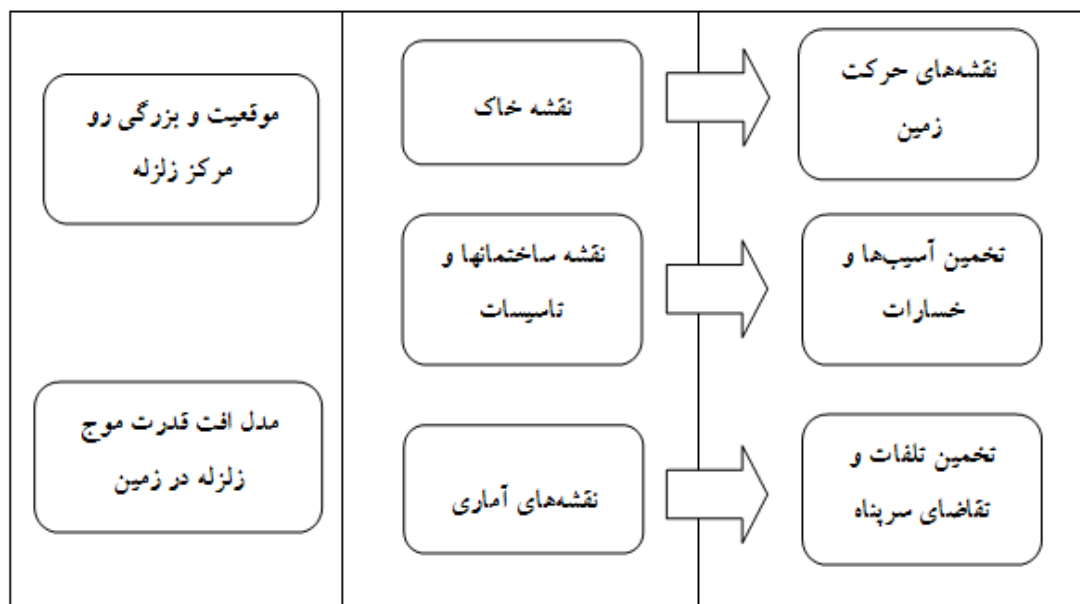 موقعیت و بزرگی رو
مرکز زلزله
مدل افت قدرت موج
زلزله در زمین
نقشه خاک
نقشه ساختمانها و
تاسیسات
نقشه‌های آماری
نقشه‌های حرکت
زمین
تخمین آسیب‌ها و
خسارات
تخمین تلفات و
تقاضای سرپناه